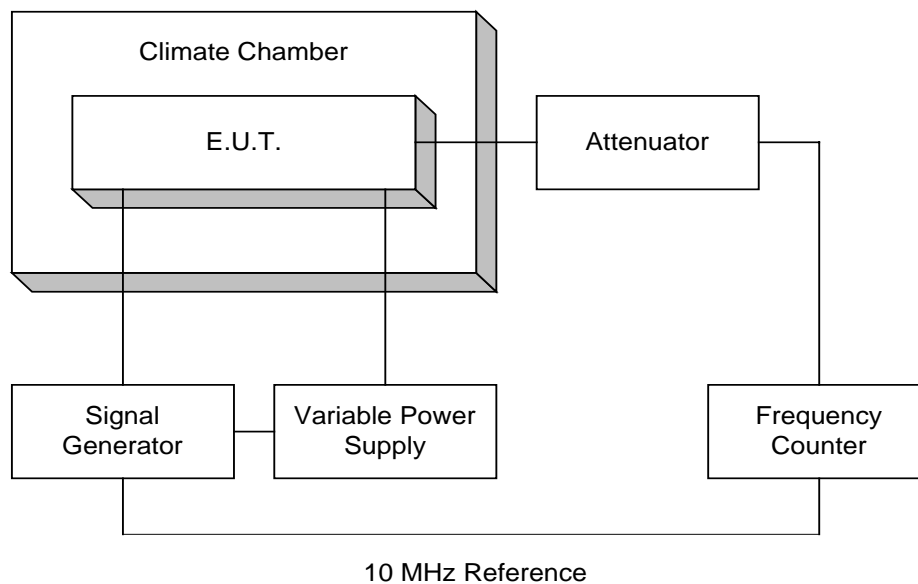 Climate Chamber
E.U.T.
Attenuator
Signal
Generator
Variable Power
Supply
Frequency
Counter
10 MHz Reference